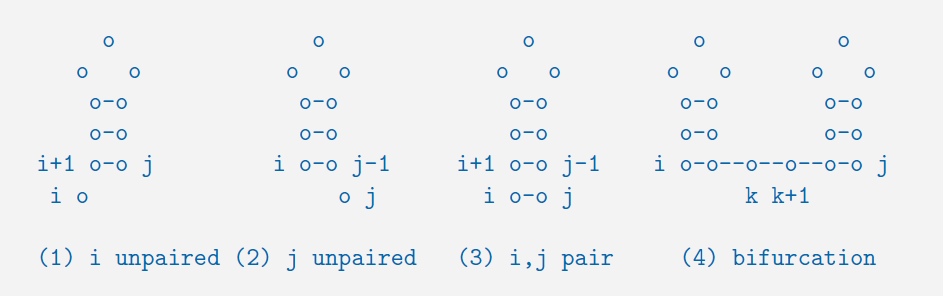 o               o               o            o          o
      o   o           o   o           o   o        o   o      o   o
       o-o             o-o             o-o          o-o        o-o
       o-o             o-o             o-o          o-o        o-o
   i+1 o-o j         i o-o j-1     i+1 o-o j-1    i o-o--o--o--o-o j
    i o                   o j        i o-o j             k k+1
(1) i unpaired (2) j unpaired (3) i,j pair (4) bifurcation